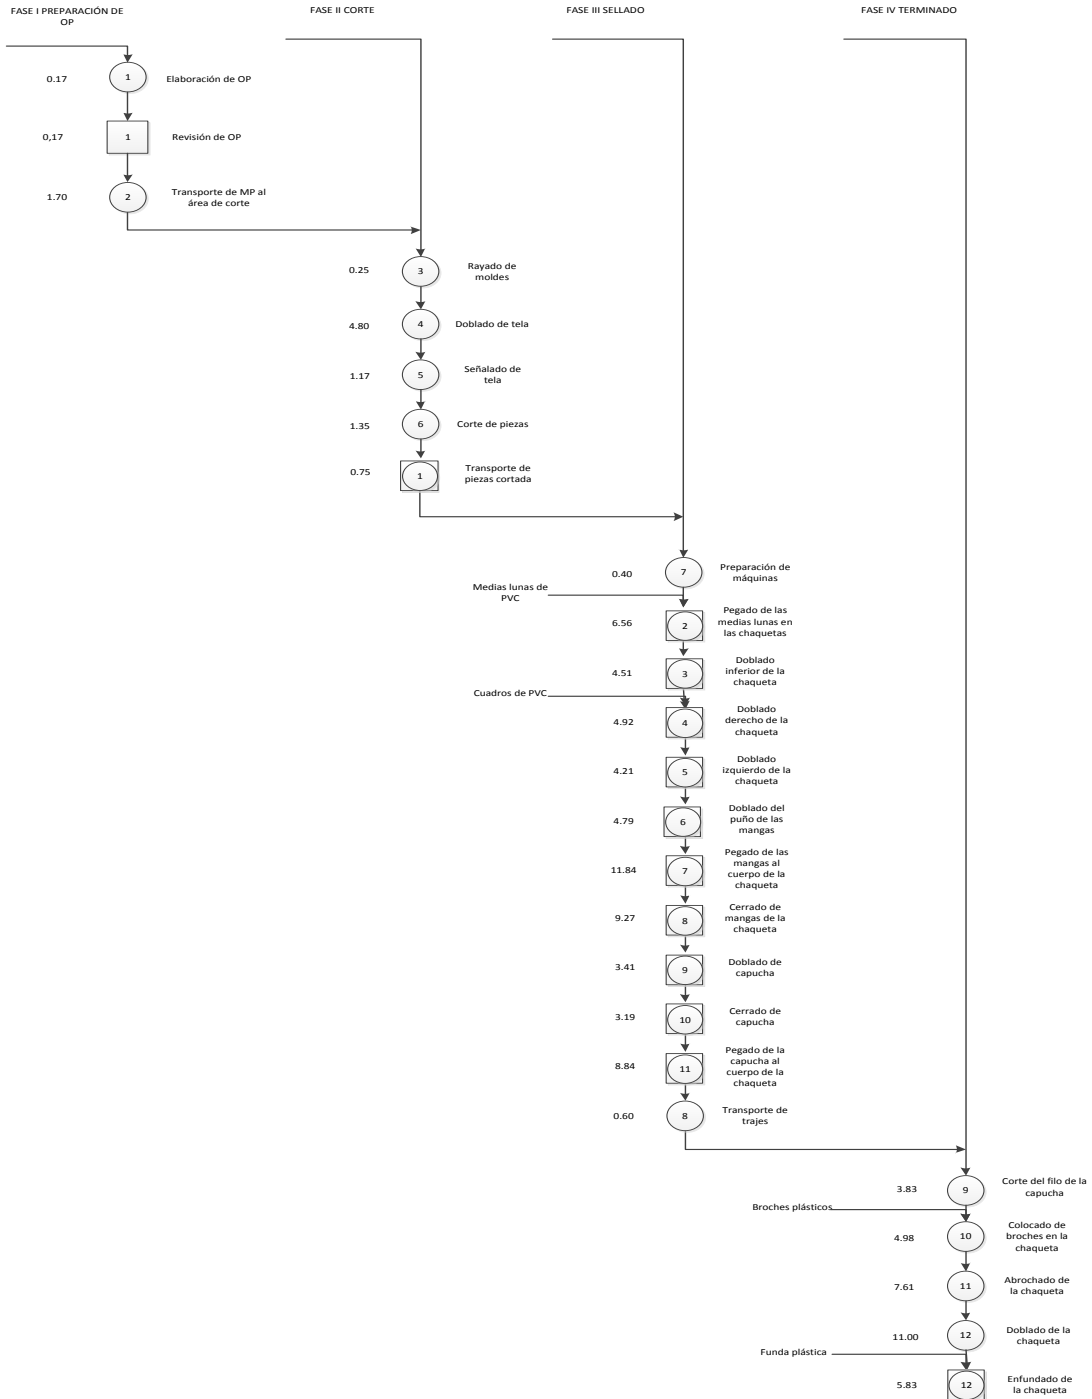 FASE I PREPARACIÓN DE
OP
FASE II CORTE
FASE III SELLADO
FASE IV TERMINADO
0.17
1
Elaboración de OP
0,17
1
Revisión de OP
1.70
2
Transporte de MP al
área de corte
0.25
3
Rayado de
moldes
4.80
4
Doblado de tela
1.17
5
Señalado de
tela
1.35
6
Corte de piezas
0.75
1
Transporte de
piezas cortada
0.40
7
Preparación de
máquinas
Medias lunas de
PVC
6.56
2
Pegado de las
medias lunas en
las chaquetas
4.51
3
Doblado
inferior de la
chaqueta
Cuadros de PVC
4.92
4
Doblado
derecho de la
chaqueta
4.21
5
Doblado
izquierdo de la
chaqueta
4.79
6
Doblado del
puño de las
mangas
11.84
7
Pegado de las
mangas al
cuerpo de la
chaqueta
9.27
8
Cerrado de
mangas de la
chaqueta
3.41
9
Doblado de
capucha
3.19
10
Cerrado de
capucha
8.84
11
Pegado de la
capucha al
cuerpo de la
chaqueta
0.60
8
Transporte de
trajes
3.83
9
Corte del filo de la
capucha
Broches plásticos
4.98
10
Colocado de
broches en la
chaqueta
7.61
11
Abrochado de
la chaqueta
11.00
12
Doblado de la
chaqueta
Funda plástica
5.83
12
Enfundado de
la chaqueta